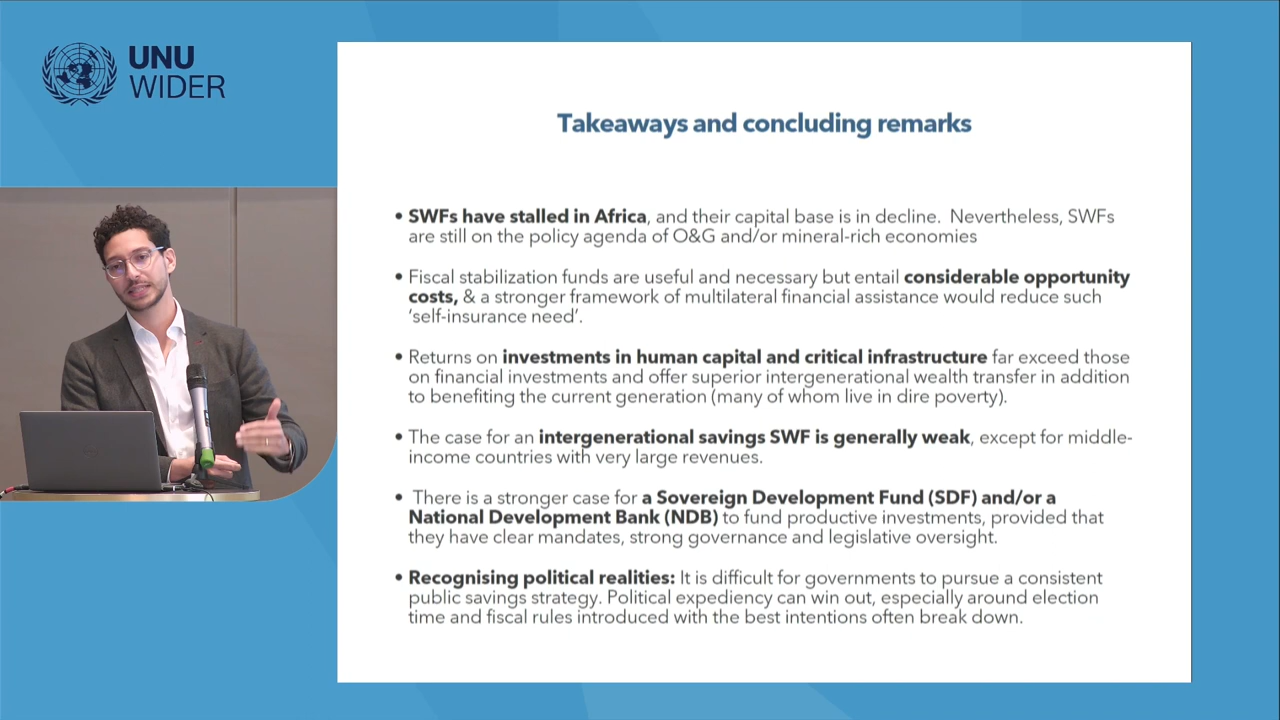 UNU
WIDER
Takeaways and concluding remarks
• SWFs have stalled in Africa, and their capital base is in decline. Nevertheless, SWFs
are still on the policy agenda of O&G and/or mineral-rich economies
• Fiscal stabilization funds are useful and necessary but entail considerable opportunity
costs, & a stronger framework of multilateral financial assistance would reduce such
‘self-insurance need’.
• Returns on investments in human capital and critical infrastructure far exceed those
on financial investments and offer superior intergenerational wealth transfer in addition
to benefiting the current generation (many of whom live in dire poverty).
• The case for an intergenerational savings SWF is generally weak, except for middle-
income countries with very large revenues.
• There is a stronger case for a Sovereign Development Fund (SDF) and/or a
National Development Bank (NDB) to fund productive investments, provided that
they have clear mandates, strong governance and legislative oversight.
• Recognising political realities: It is difficult for governments to pursue a consistent
public savings strategy. Political expediency can win out, especially around election
time and fiscal rules introduced with the best intentions often break down.